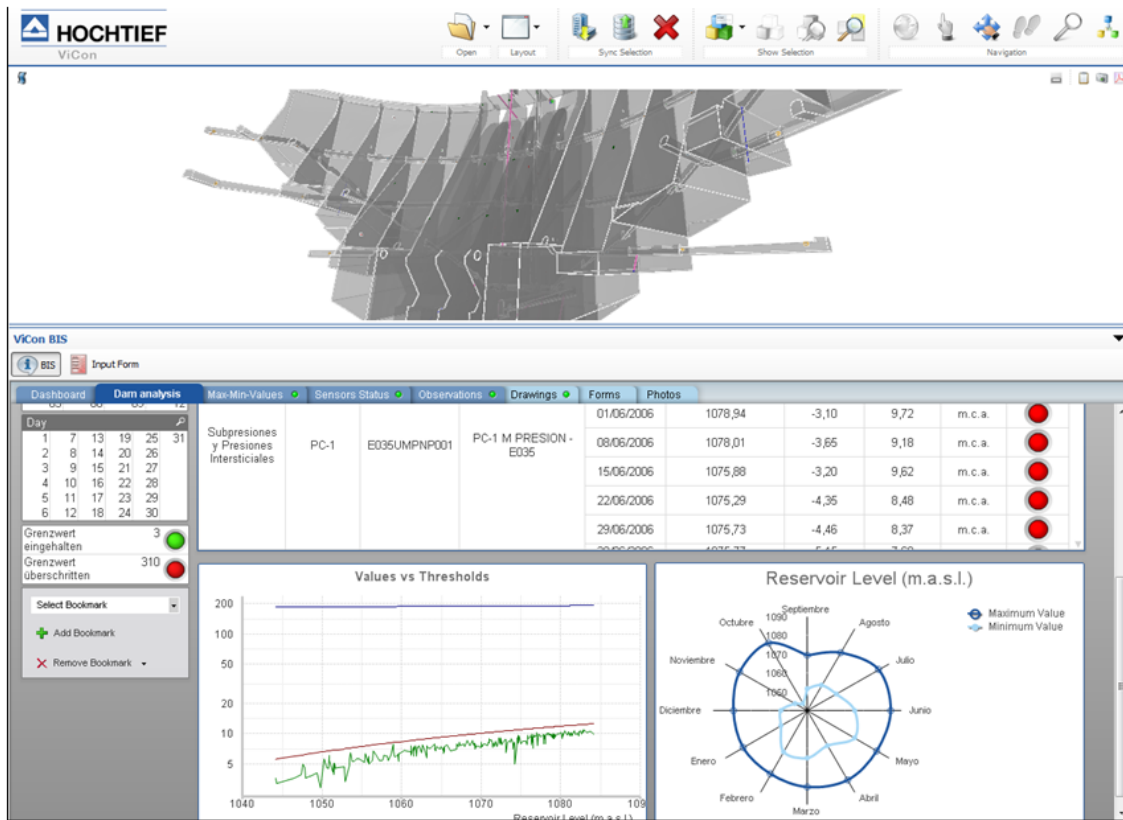 HOCHTIEF
ViCon
Open
Layout
Sync Selection
Show Selection
Navigation
ViCon BIS
BIS
Input Form
Dashboard
Dam analysis
Max-Min-Values
Sensors Status
Observations
Drawings
Forms
Photos
Day
1 7 13 19 25 31
2 8 14 20 26
3 9 15 21 27
4 10 16 22 28
5 11 17 23 29
6 12 18 24 30
Grenzwert 3
eingehalten
Grenzwert 310
überschritten
Select Bookmark
Add Bookmark
Remove Bookmark
Subpresiones
y Presiones
Intersticiales
PC-1
E035UMPNP001
PC-1 M PRESION -
E035
01/06/2006 1078,94 -3,10 9,72 m.c.a.
08/06/2006 1078,01 -3,65 9,18 m.c.a.
15/06/2006 1075,88 -3,20 9,62 m.c.a.
22/06/2006 1075,29 -4,35 8,48 m.c.a.
29/06/2006 1075,73 -4,46 8,37 m.c.a.
Values vs Thresholds
200
100
50
20
10
5
1040 1050 1060 1070 1080 109
Reservoir Level (m.a.s.l.)
Reservoir Level (m.a.s.l.)
Maximum Value
Minimum Value
Septiembre
Agosto
Julio
Junio
Mayo
Abril
Marzo
Febrero
Enero
Diciembre
Noviembre
Octubre
1090
1080
1070
1060
1050